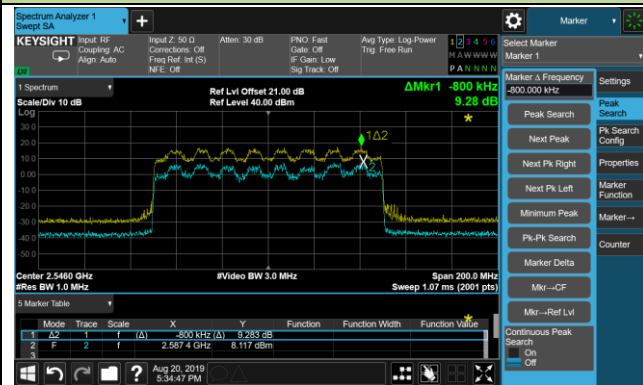 Spectrum Analyzer 1
Swept SA
+
Marker
KEYSIGHT
Input: RF
Coupling: AC
Align: Auto
Input Z: 50 Ω
Corrections: Off
Freq Ref: Int (S)
NFE: Off
Atten: 30 dB
PNO: Fast
Gate: Off
IF Gain: Low
Sig Track: Off
Avg Type: Log-Power
Trig: Free Run
1 2 3 4 5 6
M A W W W W
P A N N N N
LXI
Select Marker
Marker 1
1 Spectrum
Scale/Div 10 dB
Ref Lvl Offset 21.00 dB
Ref Level 40.00 dBm
ΔMkr1 -800 kHz
9.28 dB
Log
30.0
20.0
10.0
0.00
-10.0
-20.0
-30.0
-40.0
-50.0
1Δ2
2
Center 2.5460 GHz
#Res BW 1.0 MHz
#Video BW 3.0 MHz
Span 200.0 MHz
Sweep 1.07 ms (2001 pts)
5 Marker Table
Mode Trace Scale X Y Function Function Width Function Value
1 Δ2 1 f (Δ) -800 kHz (Δ) 9.283 dB
2 F 2 f 2.587 4 GHz 8.117 dBm
3
Marker Δ Frequency
-800.000 kHz
Peak Search
Next Peak
Next Pk Right
Next Pk Left
Minimum Peak
Pk-Pk Search
Marker Delta
Mkr→CF
Mkr→Ref Lvl
Continuous Peak
Search
On
Off
Settings
Peak
Search
Pk Search
Config
Properties
Marker
Function
Marker→
Counter
?
Aug 20, 2019
5:34:47 PM